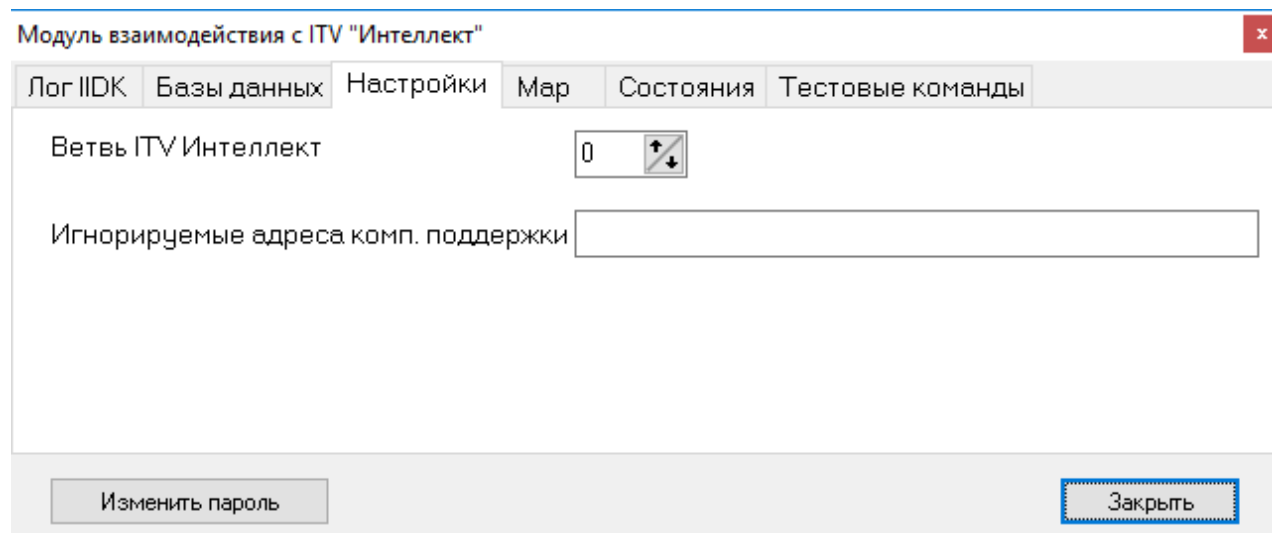 Модуль взаимодействия с ITV "Интеллект"
x
Лог IIDK Базы данных Настройки Map Состояния Тестовые команды
Ветвь ITV Интеллект 0
Игнорируемые адреса комп. поддержки
Изменить пароль Закрыть